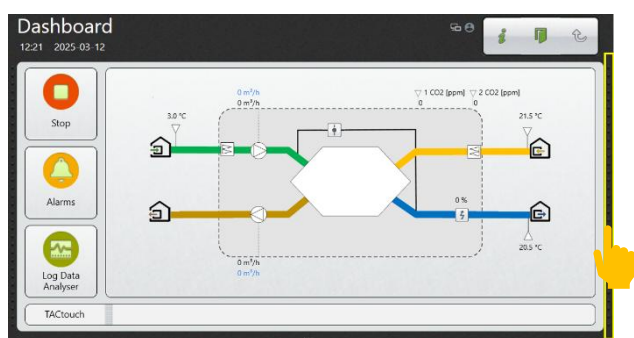 Dashboard
12:21 2025-03-12
Stop
Alarms
Log Data
Analyser
0 m³/h
0 m³/h
1 CO2 [ppm] 2 CO2 [ppm]
0 0
3.0 °C
21.5 °C
0 %
20.5 °C
0 m³/h
0 m³/h
TACtouch